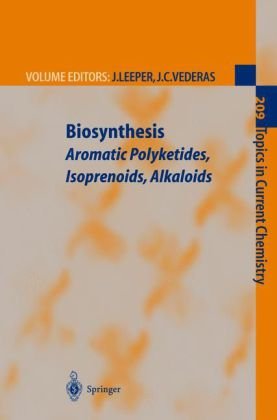 VOLUME EDITORS: J.LEEPER, J.C.VEDERAS
209 Topics in Current Chemistry
Biosynthesis
Aromatic Polyketides,
Isoprenoids, Alkaloids
Springer